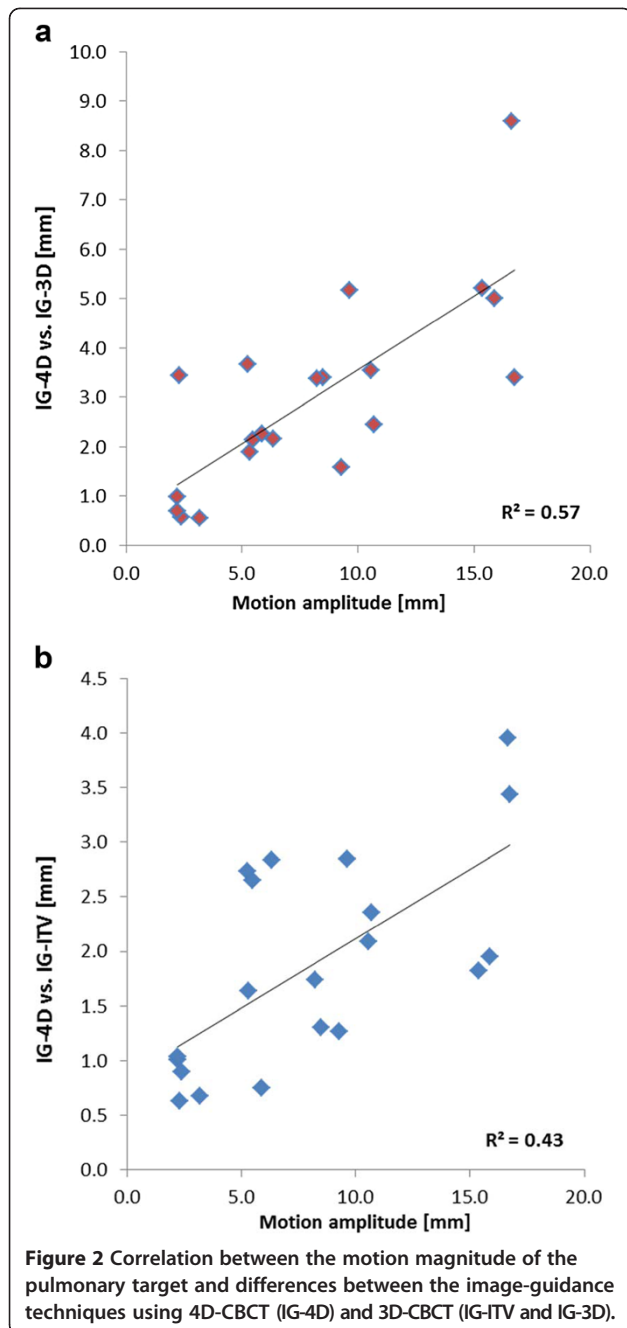 a
10.0
9.0
8.0
7.0
6.0
5.0
4.0
3.0
2.0
1.0
0.0
IG-4D vs. IG-3D [mm]
R² = 0.57
0.0 5.0 10.0 15.0 20.0
Motion amplitude [mm]
b
4.5
4.0
3.5
3.0
2.5
2.0
1.5
1.0
0.5
0.0
IG-4D vs. IG-ITV [mm]
R² = 0.43
0.0 5.0 10.0 15.0 20.0
Motion amplitude [mm]
Figure 2 Correlation between the motion magnitude of the
pulmonary target and differences between the image-guidance
techniques using 4D-CBCT (IG-4D) and 3D-CBCT (IG-ITV and IG-3D).